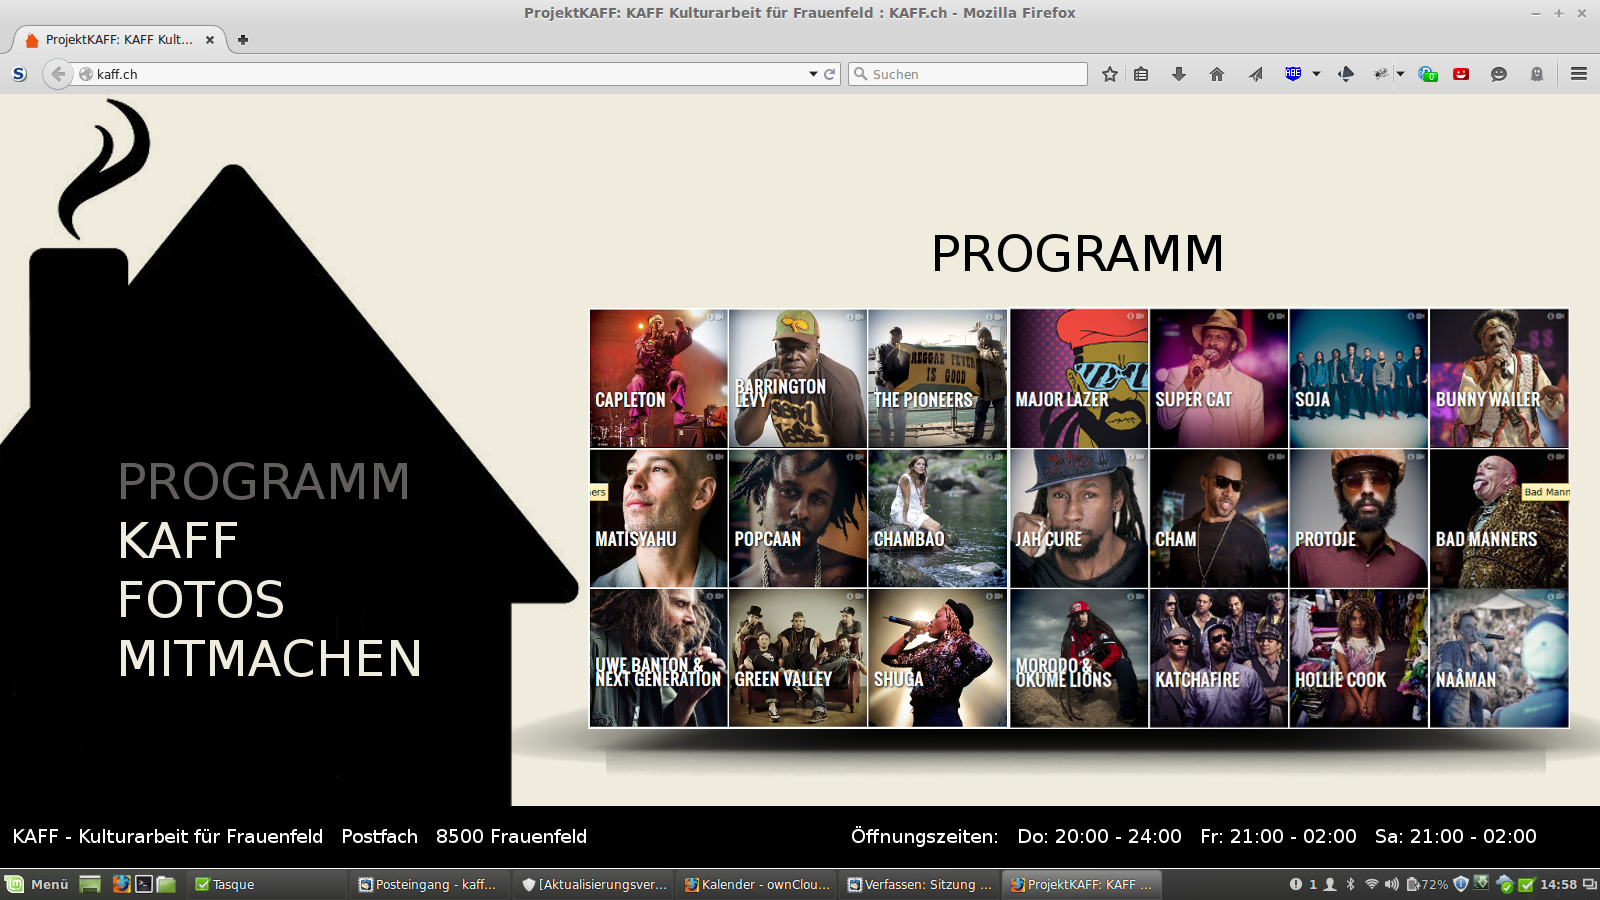 ProjektKAFF: KAFF Kulturarbeit für Frauenfeld : KAFF.ch - Mozilla Firefox
ProjektKAFF: KAFF Kult...
kaff.ch
Suchen
ABE
0
PROGRAMM
PROGRAMM
KAFF
FOTOS
MITMACHEN
REGGAE FEVER
IS GOOD
CAPLETON
BARRINGTON
LEVY
THE PIONEERS
MAJOR LAZER
SUPER CAT
SOJA
BUNNY WAILER
ners
Bad Mann
MATISYAHU
POPCAAN
CHAMBAO
JAH CURE
CHAM
PROTOJE
BAD MANNERS
UWE BANTON &
NEXT GENERATION
GREEN VALLEY
SHUGA
MORODO &
OKUME LIONS
KATCHAFIRE
HOLLIE COOK
NAÂMAN
KAFF - Kulturarbeit für Frauenfeld Postfach 8500 Frauenfeld
Öffnungszeiten: Do: 20:00 - 24:00 Fr: 21:00 - 02:00 Sa: 21:00 - 02:00
Menü
Tasque
Posteingang - kaff...
[Aktualisierungsver...
Kalender - ownClou...
Verfassen: Sitzung ...
ProjektKAFF: KAFF ...
1
72%
14:58